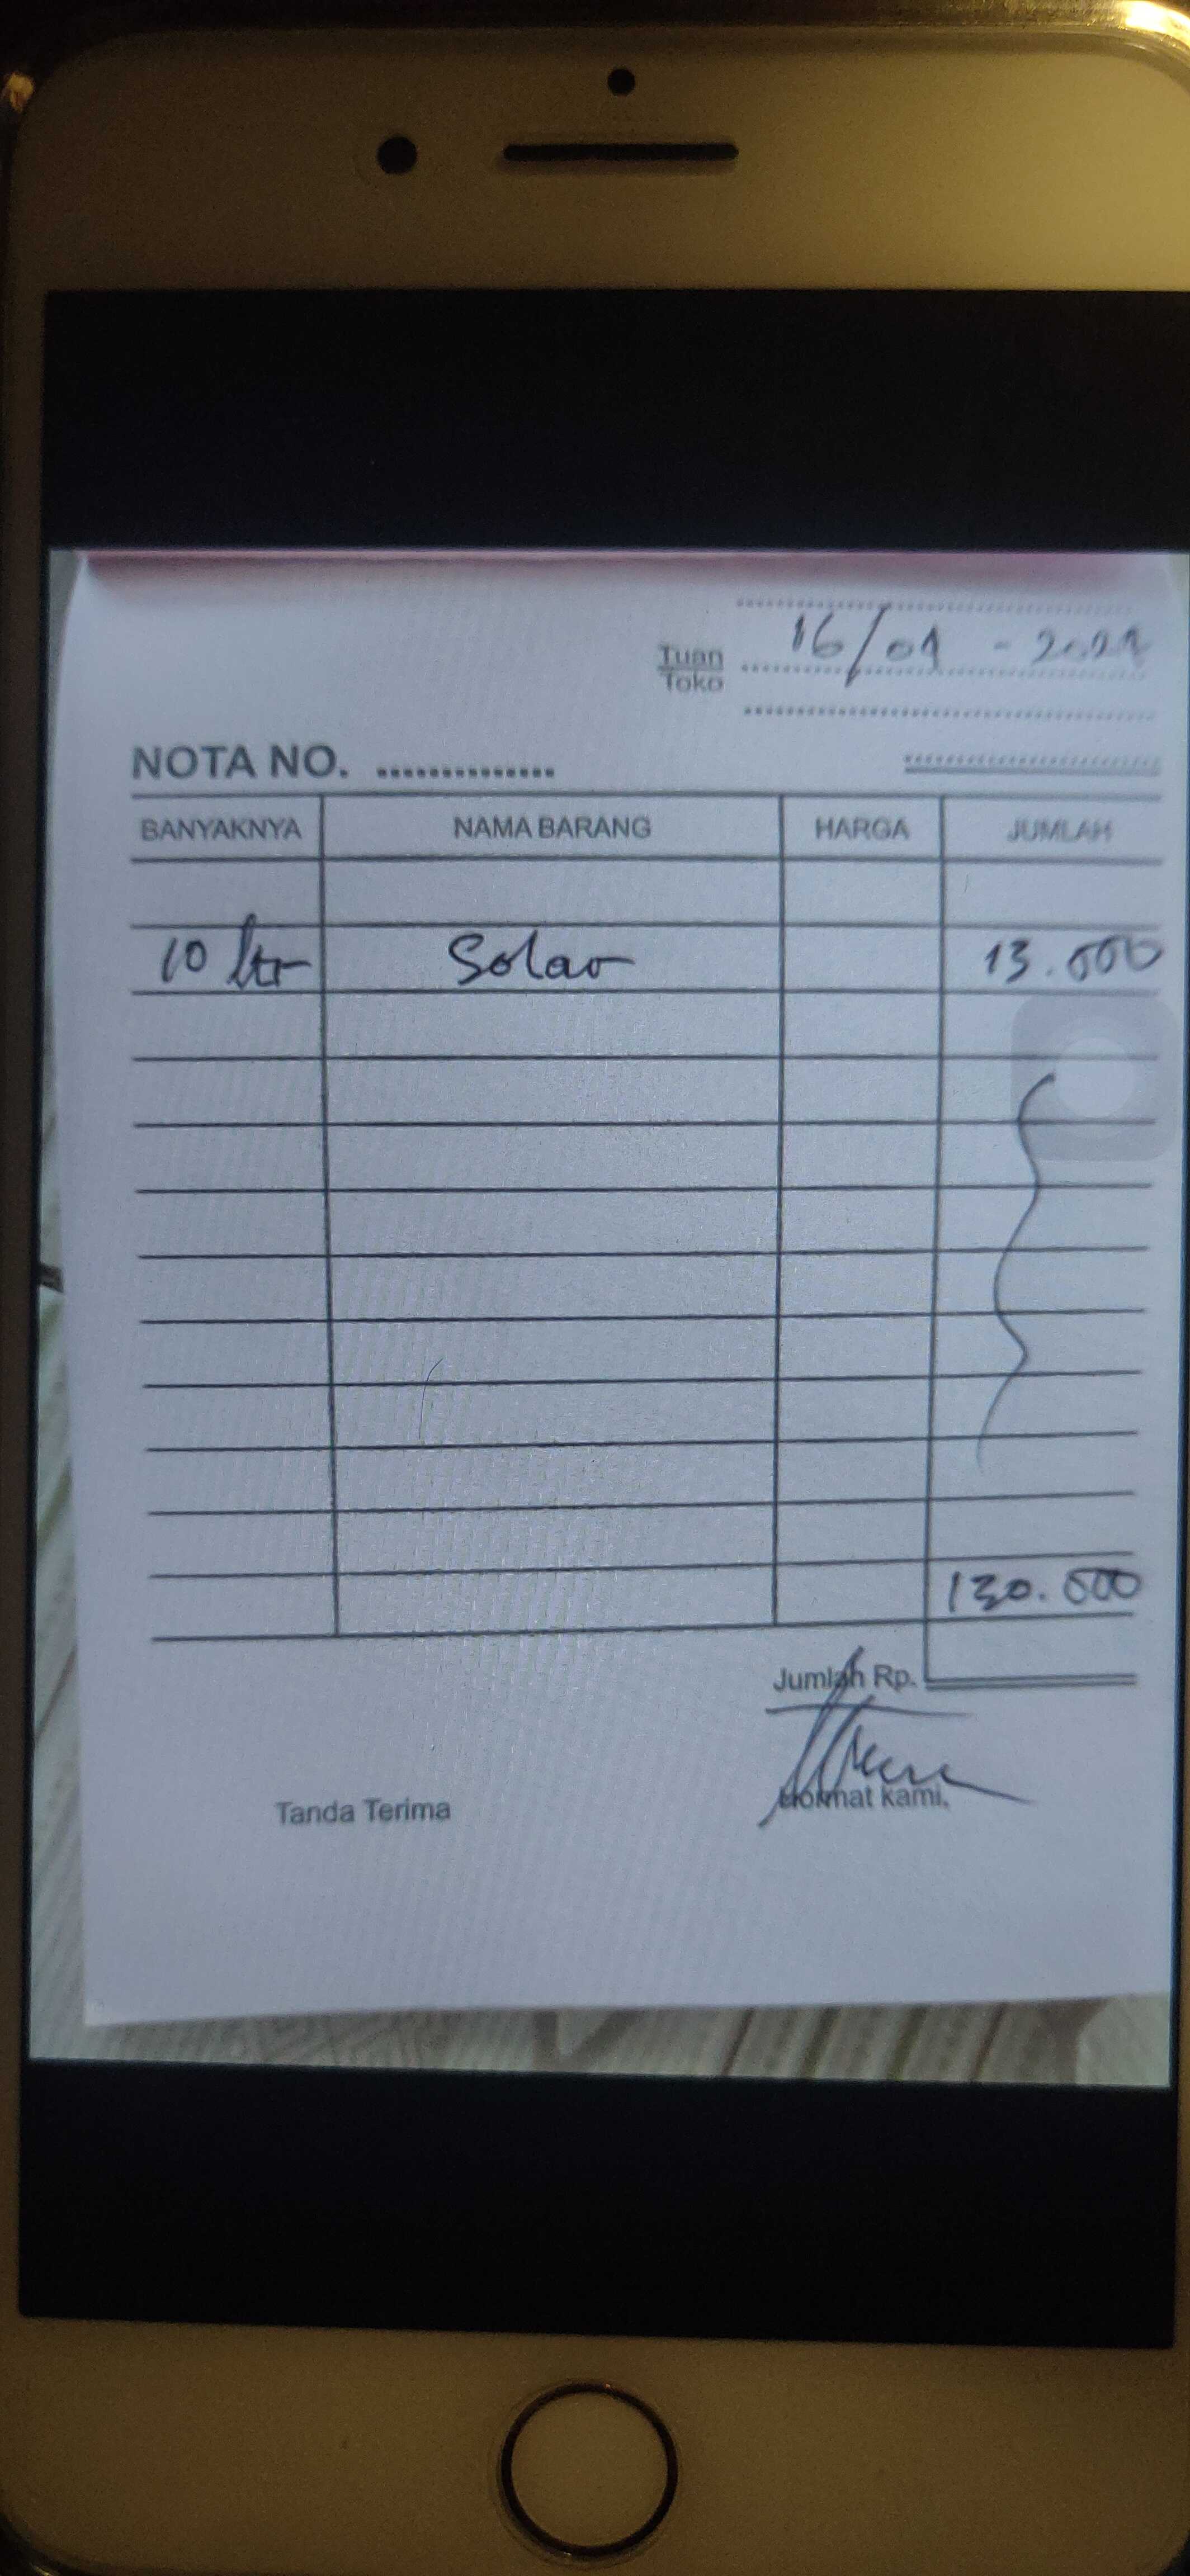 16/01 - 2021
Tuan
Toko
NOTA NO. ..............
BANYAKNYA NAMA BARANG HARGA JUMLAH
10 ltr Solar 13.000
130.000
Jumlah Rp.
Tanda Terima Hormat kami,